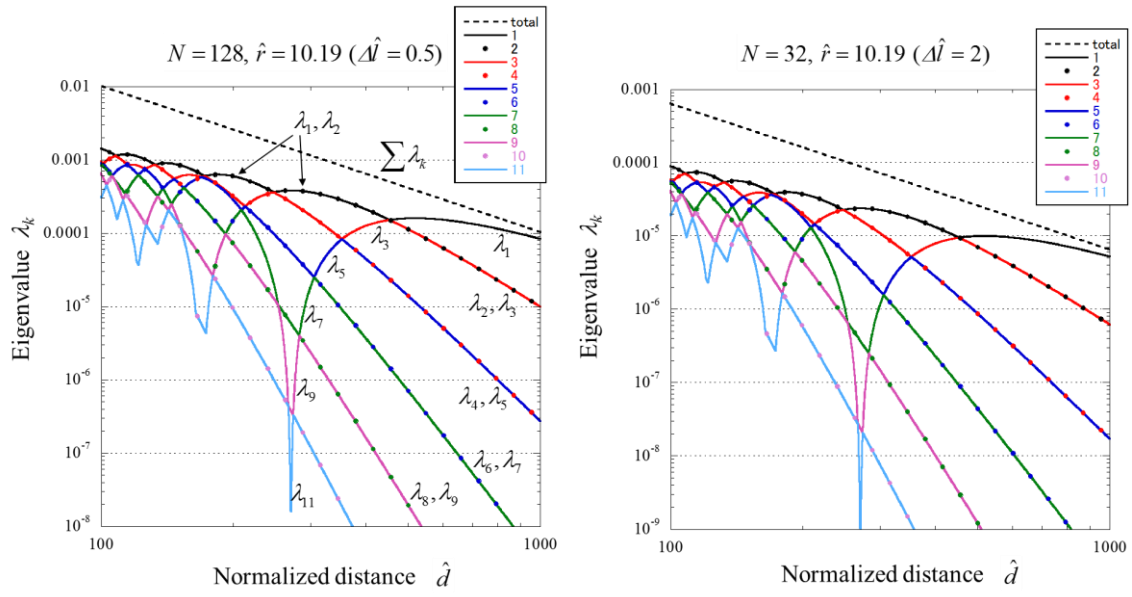 N = 128, r̂ = 10.19 (Δl̂ = 0.5)
total
1
2
3
4
5
6
7
8
9
10
11
0.01
0.001
0.0001
10⁻⁵
10⁻⁶
10⁻⁷
10⁻⁸
Eigenvalue λₖ
λ₁, λ₂
∑ λₖ
λ₃
λ₁
λ₅
λ₂, λ₃
λ₇
λ₉
λ₄, λ₅
λ₆, λ₇
λ₁₁
λ₈, λ₉
100
1000
Normalized distance d̂
N = 32, r̂ = 10.19 (Δl̂ = 2)
total
1
2
3
4
5
6
7
8
9
10
11
0.001
0.0001
10⁻⁵
10⁻⁶
10⁻⁷
10⁻⁸
10⁻⁹
Eigenvalue λₖ
100
1000
Normalized distance d̂